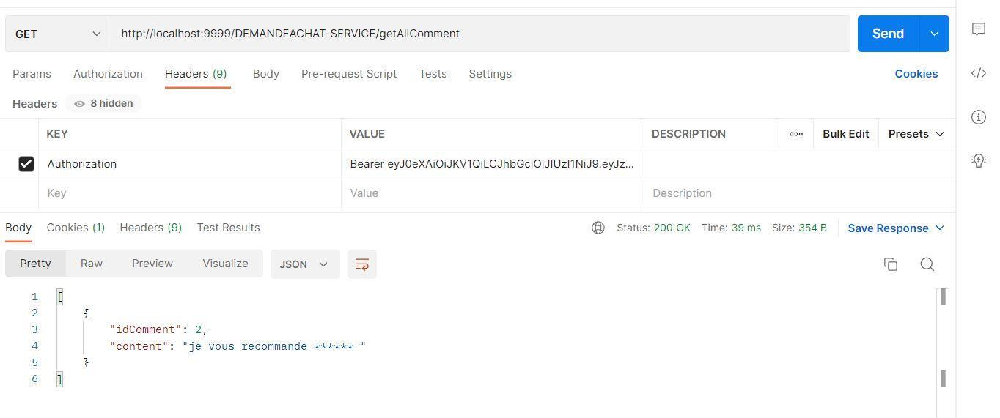 GET http://localhost:9999/DEMANDEACHAT-SERVICE/getAllComment Send
Params Authorization Headers (9) Body Pre-request Script Tests Settings Cookies
Headers 8 hidden
KEY VALUE DESCRIPTION ooo Bulk Edit Presets
Authorization Bearer eyJ0eXAiOiJKV1QiLCJhbGciOiJIUzI1NiJ9.eyJz...
Key Value Description
Body Cookies (1) Headers (9) Test Results Status: 200 OK Time: 39 ms Size: 354 B Save Response
Pretty Raw Preview Visualize JSON
1 [
2 {
3 "idComment": 2,
4 "content": "je vous recommande ****** "
5 }
6 ]